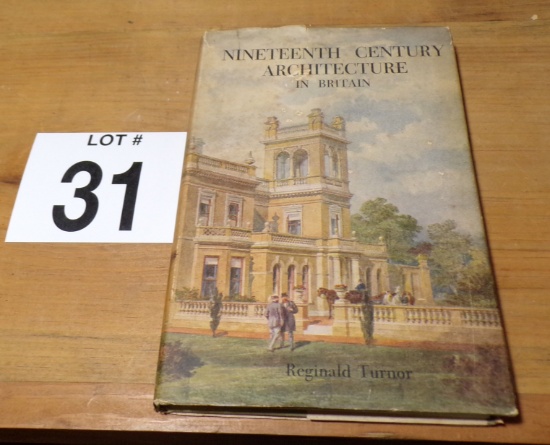 LOT #
31
NINETEENTH CENTURY
ARCHITECTURE
IN BRITAIN
Reginald Turnor